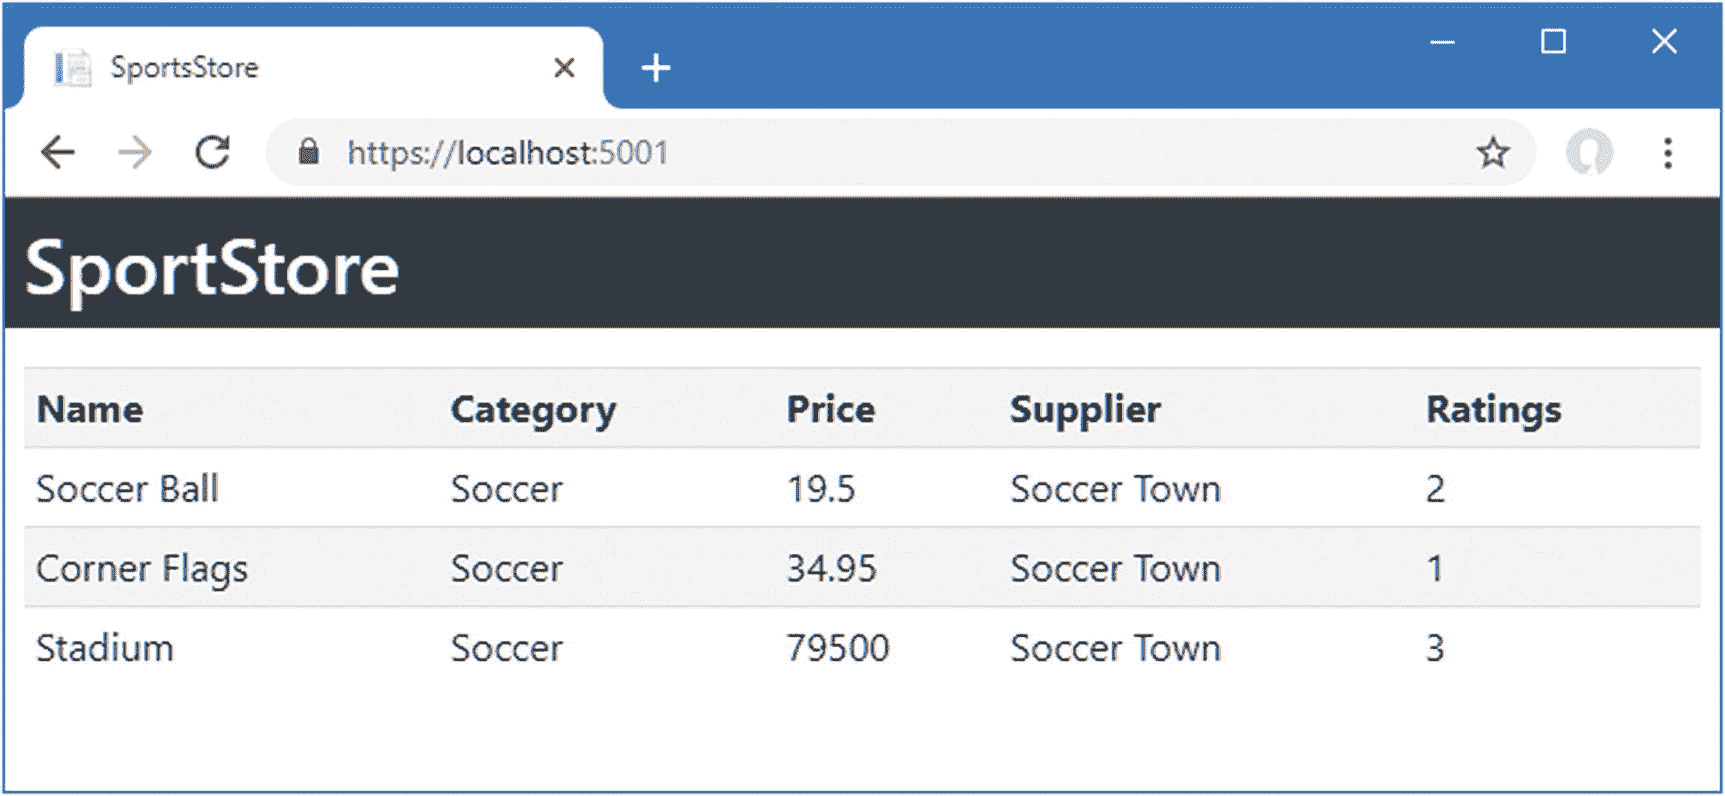 SportsStore
https://localhost:5001
SportStore
Name Category Price Supplier Ratings
Soccer Ball Soccer 19.5 Soccer Town 2
Corner Flags Soccer 34.95 Soccer Town 1
Stadium Soccer 79500 Soccer Town 3